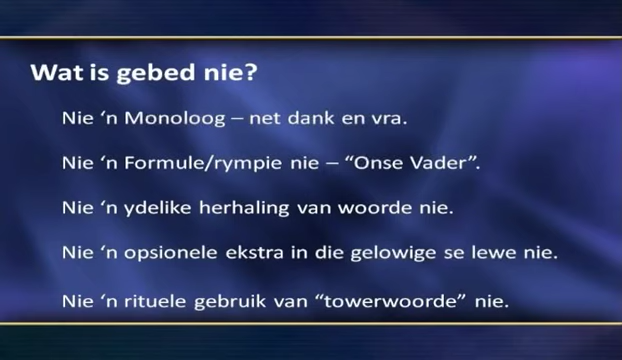 Wat is gebed nie?
Nie ‘n Monoloog – net dank en vra.
Nie ‘n Formule/rympie nie – “Onse Vader”.
Nie ‘n ydelike herhaling van woorde nie.
Nie ‘n opsionele ekstra in die gelowige se lewe nie.
Nie ‘n rituele gebruik van “towerwoorde” nie.